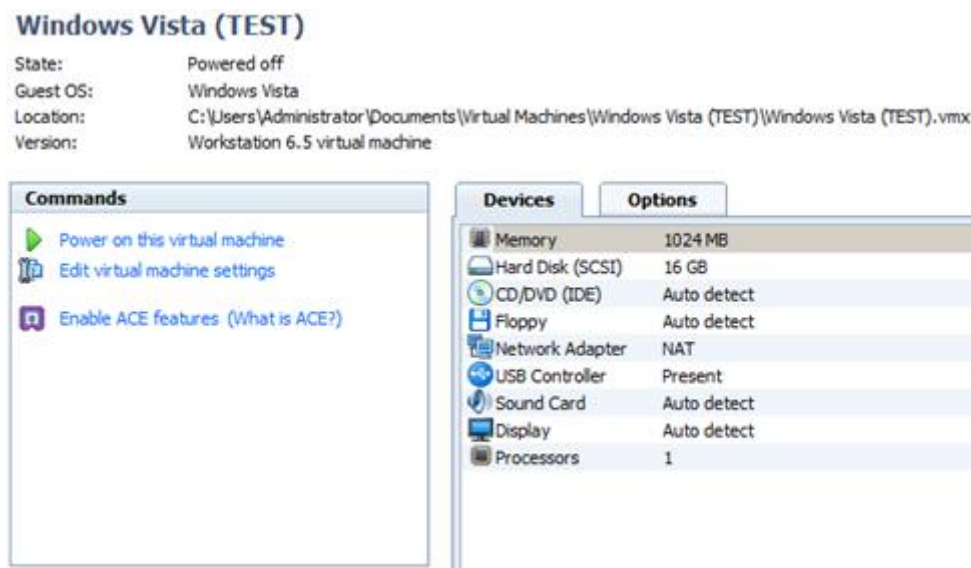 Windows Vista (TEST)
State: Powered off
Guest OS: Windows Vista
Location: C:\Users\Administrator\Documents\Virtual Machines\Windows Vista (TEST)\Windows Vista (TEST).vmx
Version: Workstation 6.5 virtual machine
Commands
Power on this virtual machine
Edit virtual machine settings
Enable ACE features (What is ACE?)
Devices Options
Memory 1024 MB
Hard Disk (SCSI) 16 GB
CD/DVD (IDE) Auto detect
Floppy Auto detect
Network Adapter NAT
USB Controller Present
Sound Card Auto detect
Display Auto detect
Processors 1